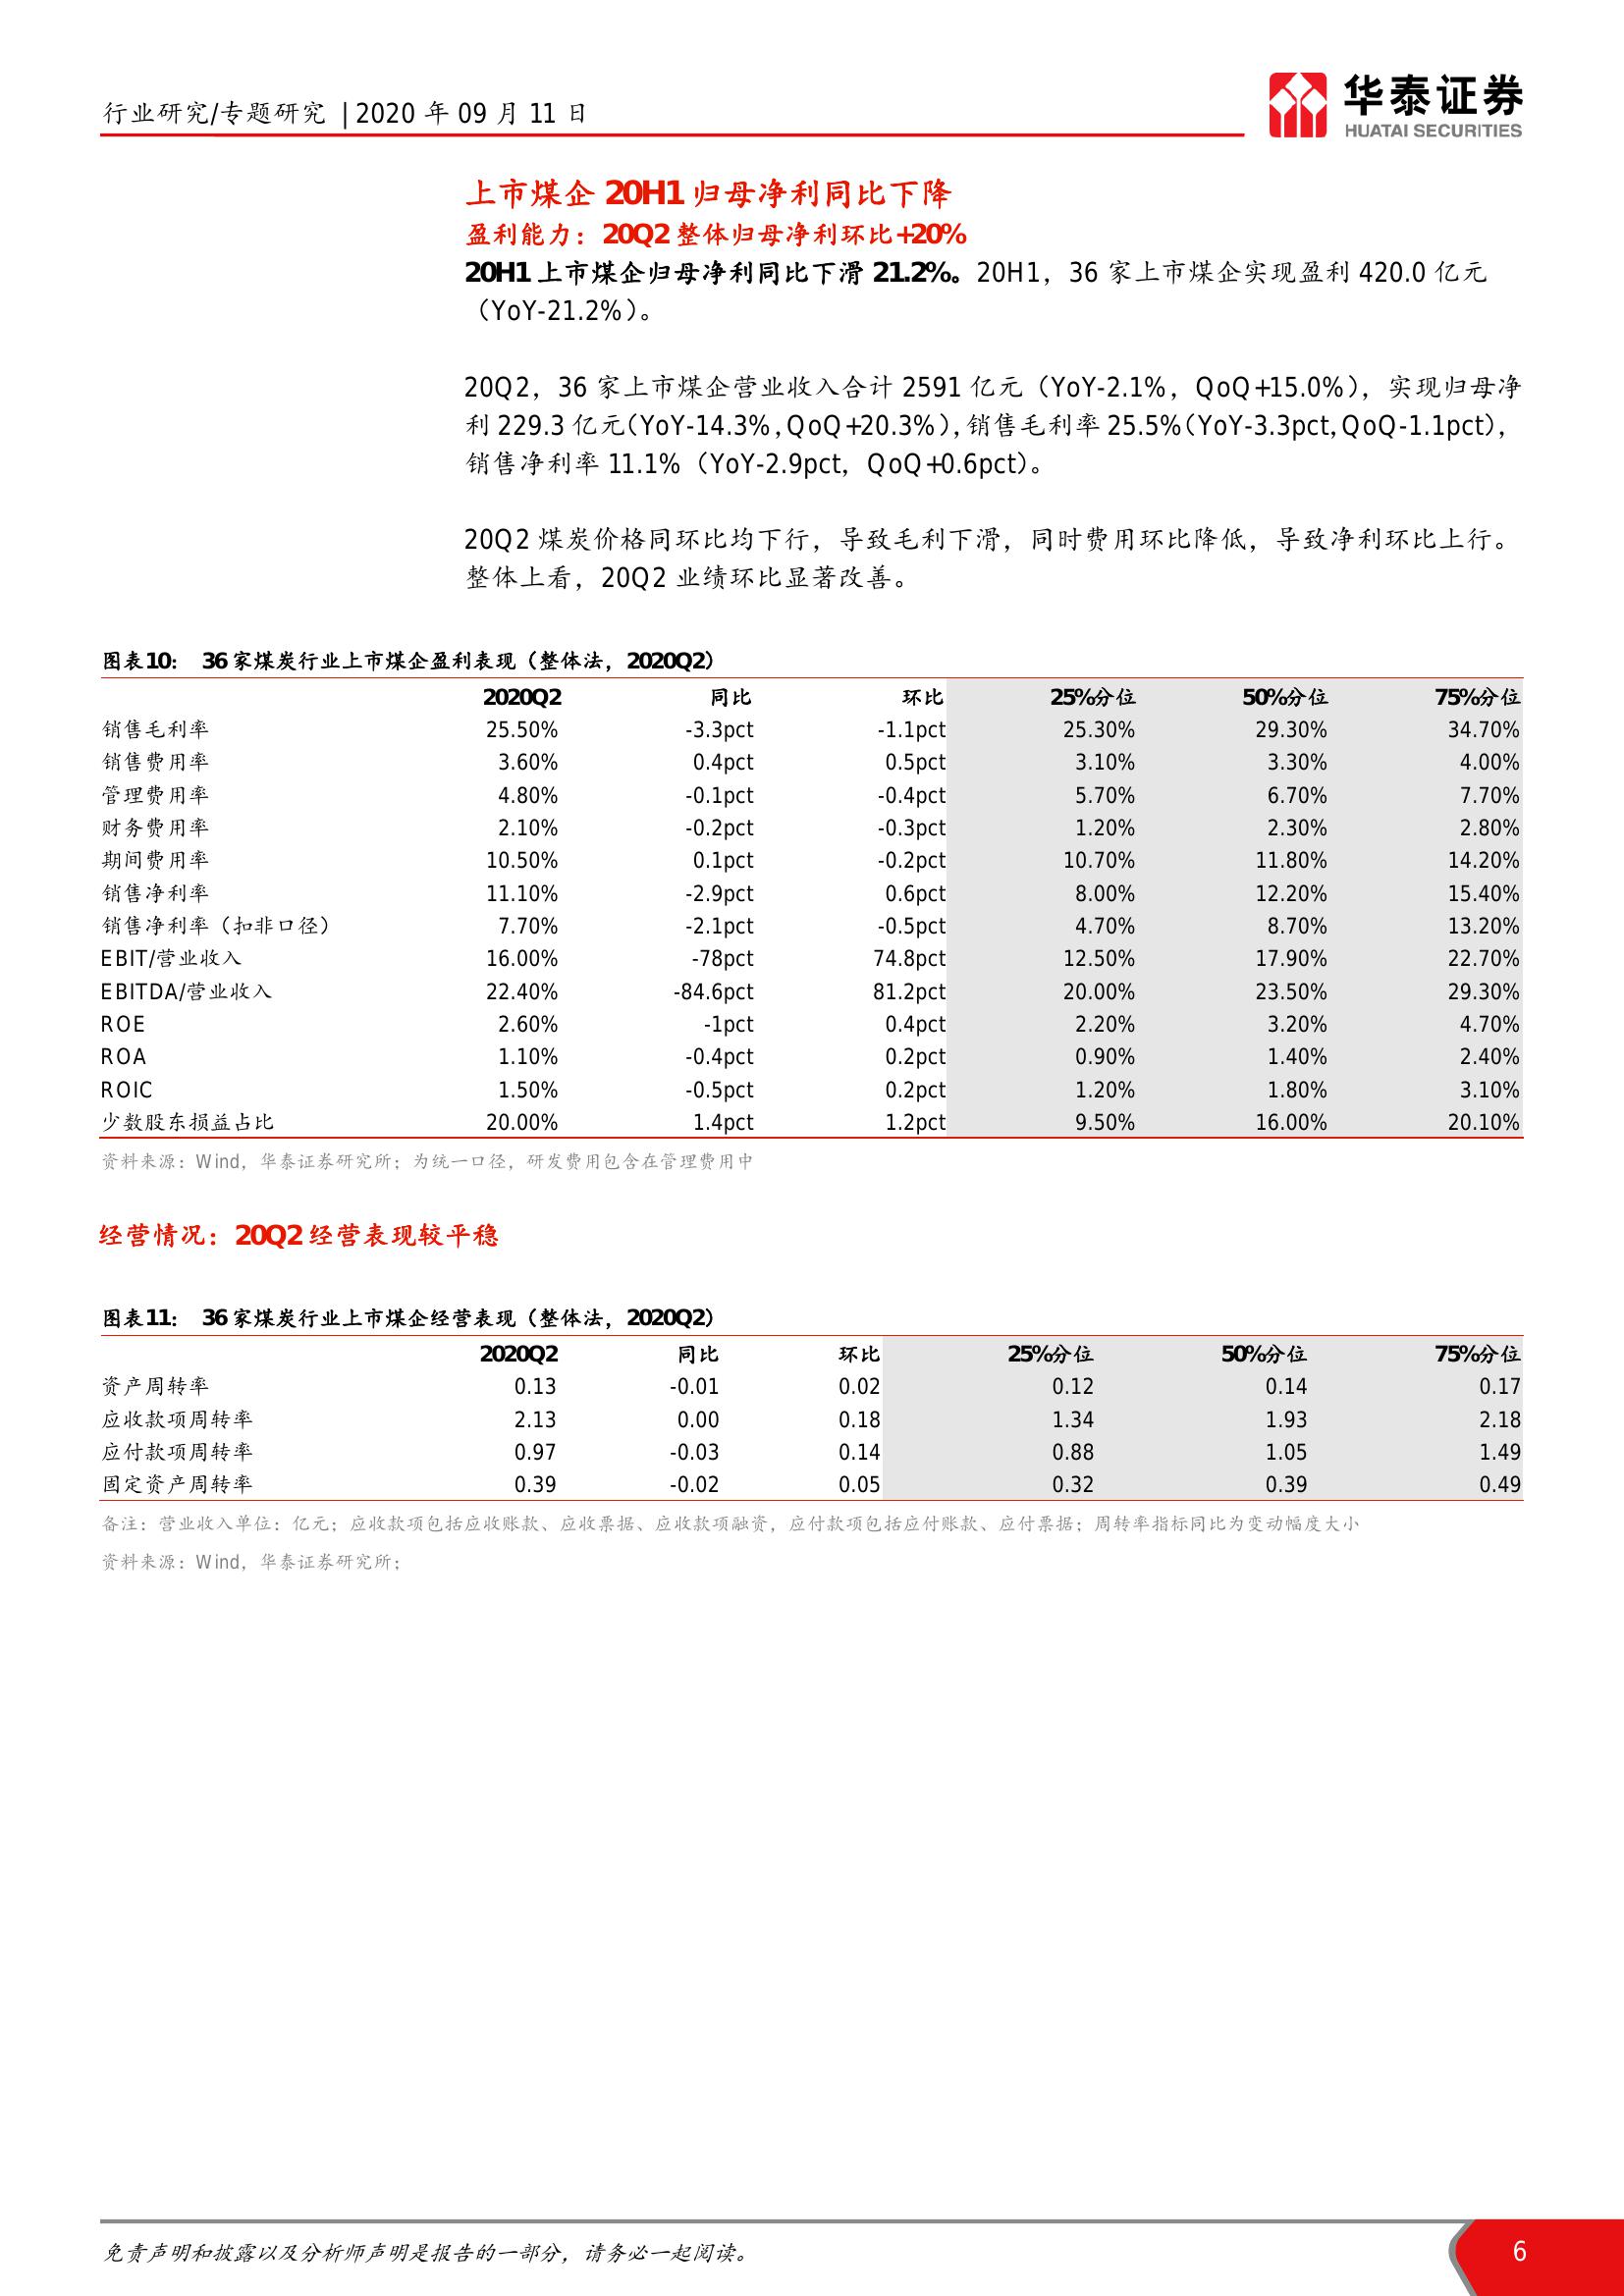 行业研究/专题研究 | 2020 年 09 月 11 日
华泰证券
HUATAI SECURITIES
上市煤企 20H1 归母净利同比下降
盈利能力：20Q2 整体归母净利环比+20%
20H1 上市煤企归母净利同比下滑 21.2%。20H1，36 家上市煤企实现盈利 420.0 亿元
（YoY-21.2%）。
20Q2，36 家上市煤企营业收入合计 2591 亿元（YoY-2.1%，QoQ+15.0%），实现归母净
利 229.3 亿元(YoY-14.3%,QoQ+20.3%),销售毛利率 25.5%(YoY-3.3pct,QoQ-1.1pct),
销售净利率 11.1%（YoY-2.9pct，QoQ+0.6pct）。
20Q2 煤炭价格同环比均下行，导致毛利下滑，同时费用环比降低，导致净利环比上行。
整体上看，20Q2 业绩环比显著改善。
图表10： 36 家煤炭行业上市煤企盈利表现（整体法，2020Q2）
2020Q2 同比 环比 25%分位 50%分位 75%分位
销售毛利率 25.50% -3.3pct -1.1pct 25.30% 29.30% 34.70%
销售费用率 3.60% 0.4pct 0.5pct 3.10% 3.30% 4.00%
管理费用率 4.80% -0.1pct -0.4pct 5.70% 6.70% 7.70%
财务费用率 2.10% -0.2pct -0.3pct 1.20% 2.30% 2.80%
期间费用率 10.50% 0.1pct -0.2pct 10.70% 11.80% 14.20%
销售净利率 11.10% -2.9pct 0.6pct 8.00% 12.20% 15.40%
销售净利率（扣非口径） 7.70% -2.1pct -0.5pct 4.70% 8.70% 13.20%
EBIT/营业收入 16.00% -78pct 74.8pct 12.50% 17.90% 22.70%
EBITDA/营业收入 22.40% -84.6pct 81.2pct 20.00% 23.50% 29.30%
ROE 2.60% -1pct 0.4pct 2.20% 3.20% 4.70%
ROA 1.10% -0.4pct 0.2pct 0.90% 1.40% 2.40%
ROIC 1.50% -0.5pct 0.2pct 1.20% 1.80% 3.10%
少数股东损益占比 20.00% 1.4pct 1.2pct 9.50% 16.00% 20.10%
资料来源：Wind，华泰证券研究所；为统一口径，研发费用包含在管理费用中
经营情况：20Q2 经营表现较平稳
图表11： 36 家煤炭行业上市煤企经营表现（整体法，2020Q2）
2020Q2 同比 环比 25%分位 50%分位 75%分位
资产周转率 0.13 -0.01 0.02 0.12 0.14 0.17
应收款项周转率 2.13 0.00 0.18 1.34 1.93 2.18
应付款项周转率 0.97 -0.03 0.14 0.88 1.05 1.49
固定资产周转率 0.39 -0.02 0.05 0.32 0.39 0.49
备注：营业收入单位：亿元；应收款项包括应收账款、应收票据、应收款项融资，应付款项包括应付账款、应付票据；周转率指标同比为变动幅度大小
资料来源：Wind，华泰证券研究所；
免责声明和披露以及分析师声明是报告的一部分，请务必一起阅读。
6